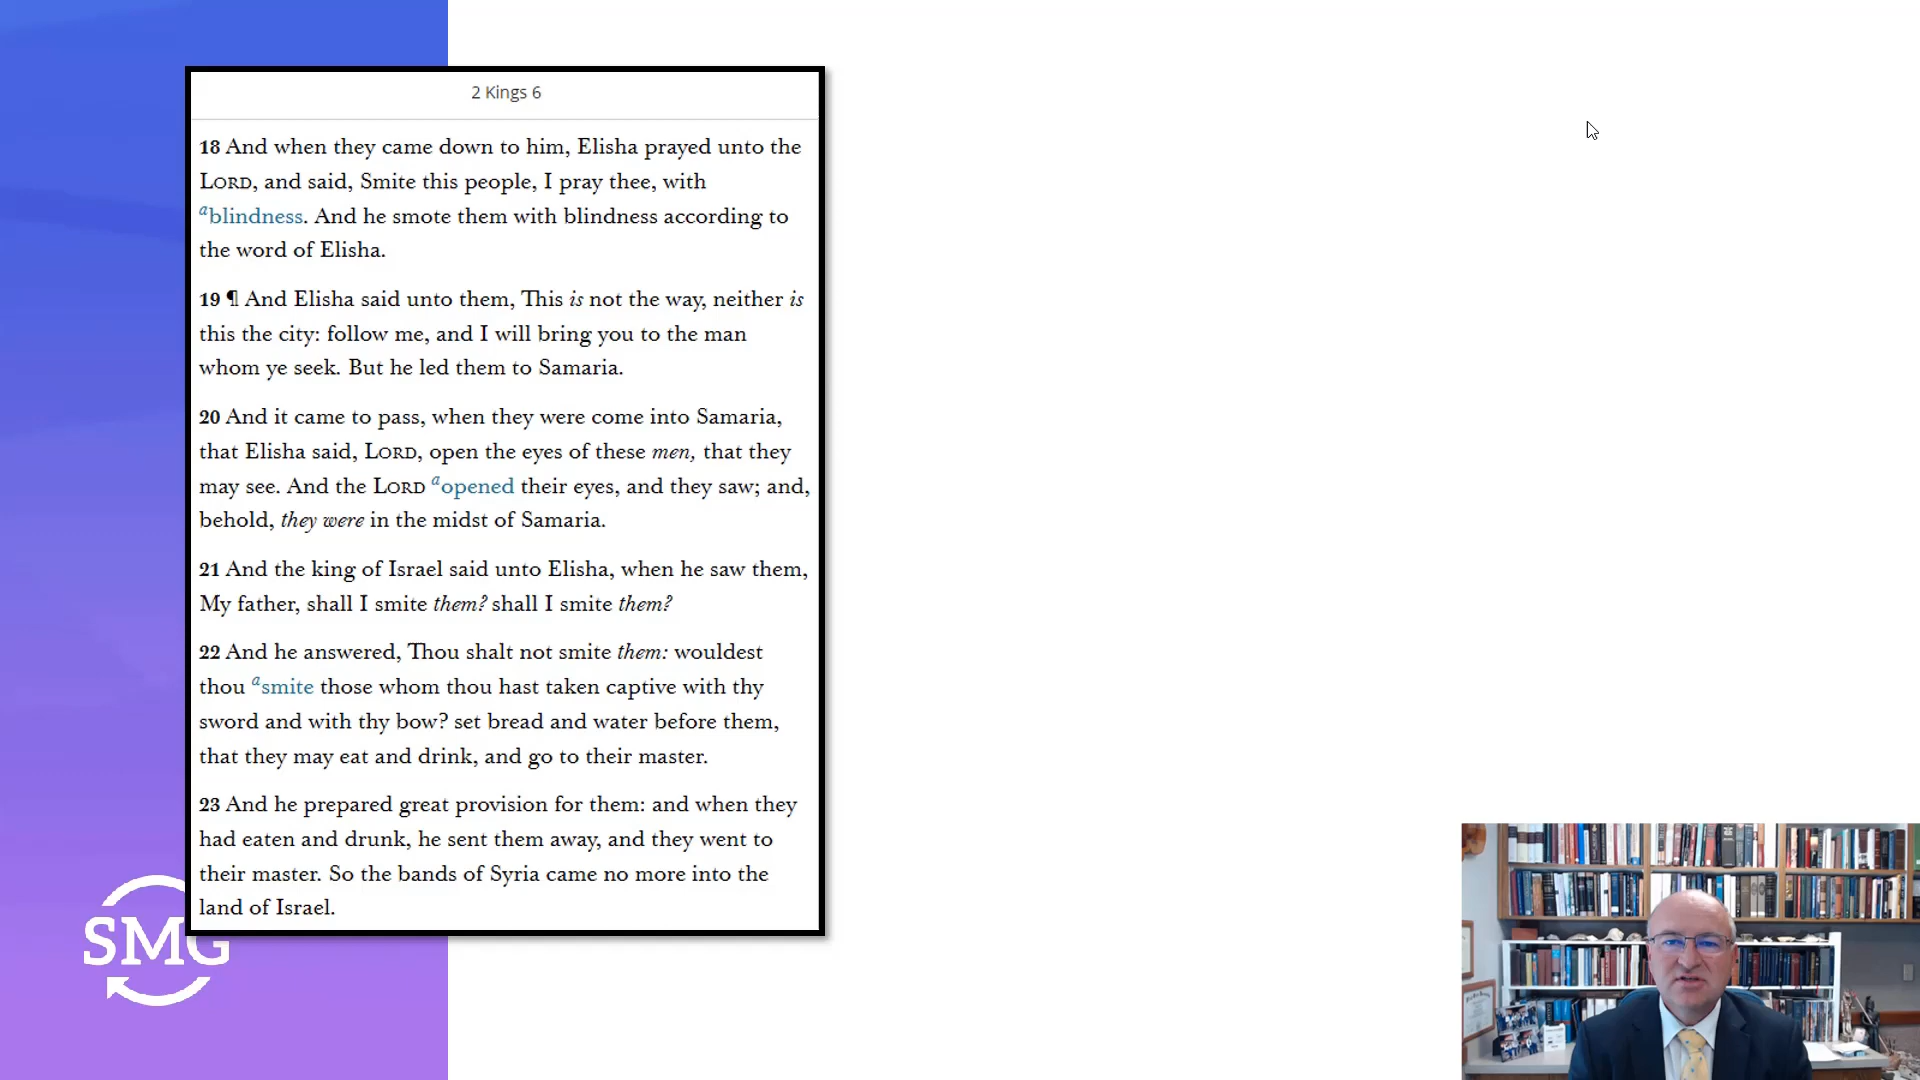 2 Kings 6
18 And when they came down to him, Elisha prayed unto the
LORD, and said, Smite this people, I pray thee, with
a blindness. And he smote them with blindness according to
the word of Elisha.
19 ¶ And Elisha said unto them, This is not the way, neither is
this the city: follow me, and I will bring you to the man
whom ye seek. But he led them to Samaria.
20 And it came to pass, when they were come into Samaria,
that Elisha said, LORD, open the eyes of these men, that they
may see. And the LORD a opened their eyes, and they saw; and,
behold, they were in the midst of Samaria.
21 And the king of Israel said unto Elisha, when he saw them,
My father, shall I smite them? shall I smite them?
22 And he answered, Thou shalt not smite them: wouldest
thou a smite those whom thou hast taken captive with thy
sword and with thy bow? set bread and water before them,
that they may eat and drink, and go to their master.
23 And he prepared great provision for them: and when they
had eaten and drunk, he sent them away, and they went to
their master. So the bands of Syria came no more into the
land of Israel.
SMG